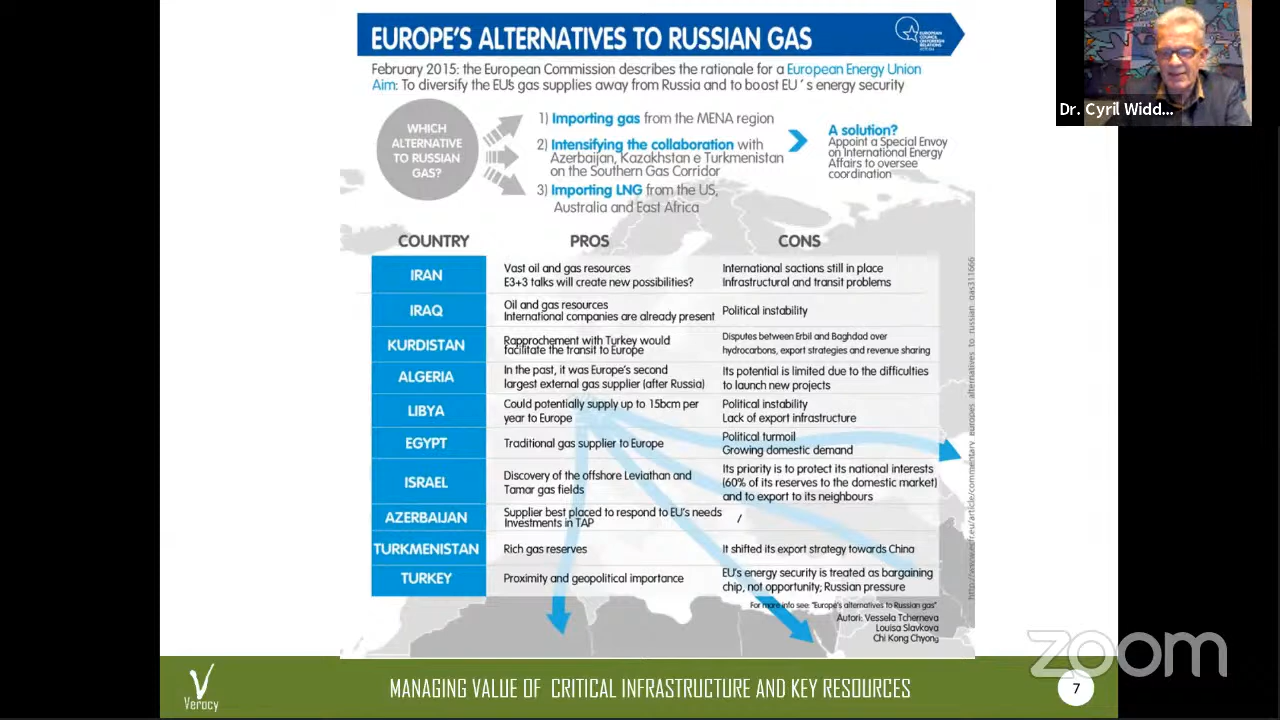 EUROPE'S ALTERNATIVES TO RUSSIAN GAS
EUROPEAN
COUNCIL
ON FOREIGN
RELATIONS
February 2015: the European Commission describes the rationale for a European Energy Union
Aim: To diversify the EU's gas supplies away from Russia and to boost EU´s energy security
WHICH
ALTERNATIVE
TO RUSSIAN
GAS?
1) Importing gas from the MENA region
2) Intensifying the collaboration with
Azerbaijan, Kazakhstan e Turkmenistan
on the Southern Gas Corridor
3) Importing LNG from the US,
Australia and East Africa
A solution?
Appoint a Special Envoy
on International Energy
Affairs to oversee
coordination
Dr. Cyril Widd...
COUNTRY PROS CONS
IRAN
Vast oil and gas resources
E3+3 talks will create new possibilities?
International sactions still in place
Infrastructural and transit problems
IRAQ
Oil and gas resources
International companies are already present
Political instability
KURDISTAN
Rapprochement with Turkey would
facilitate the transit to Europe
Disputes between Erbil and Baghdad over
hydrocarbons, export strategies and revenue sharing
ALGERIA
In the past, it was Europe's second
largest external gas supplier (after Russia)
Its potential is limited due to the difficulties
to launch new projects
LIBYA
Could potentially supply up to 15bcm per
year to Europe
Political instability
Lack of export infrastructure
EGYPT
Traditional gas supplier to Europe
Political turmoil
Growing domestic demand
ISRAEL
Discovery of the offshore Leviathan and
Tamar gas fields
Its priority is to protect its national interests
(60% of its reserves to the domestic market)
and to export to its neighbours
AZERBAIJAN
Supplier best placed to respond to EU's needs
Investments in TAP
/
TURKMENISTAN
Rich gas reserves
It shifted its export strategy towards China
TURKEY
Proximity and geopolitical importance
EU's energy security is treated as bargaining
chip, not opportunity; Russian pressure
For more info see: "Europe's alternatives to Russian gas"
Autori: Vessela Tcherneva
Louisa Slavkova
Chi Kong Chyong
http://www.ecfr.eu/article/commentary_europes_alternatives_to_russian_gas311666
zoom
Verocy
MANAGING VALUE OF CRITICAL INFRASTRUCTURE AND KEY RESOURCES
7